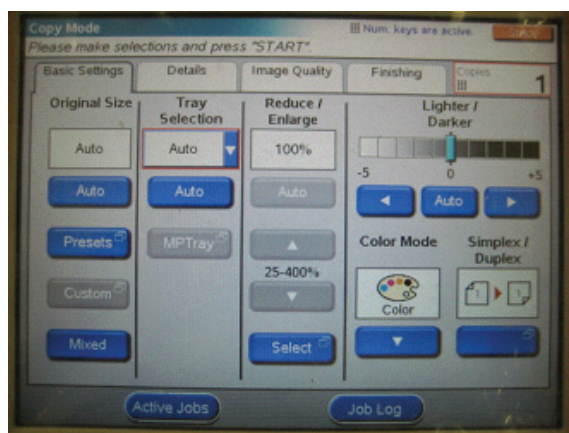 Copy Mode
Num. keys are active.
Please make selections and press "START".
Basic Settings
Details
Image Quality
Finishing
Copies
1
Original Size
Auto
Auto
Presets
Custom
Mixed
Tray
Selection
Auto
Auto
MPTray
Reduce /
Enlarge
100%
Auto
25-400%
Select
Lighter /
Darker
-5 0 +5
Auto
Color Mode
Color
Simplex /
Duplex
1 1
Active Jobs
Job Log